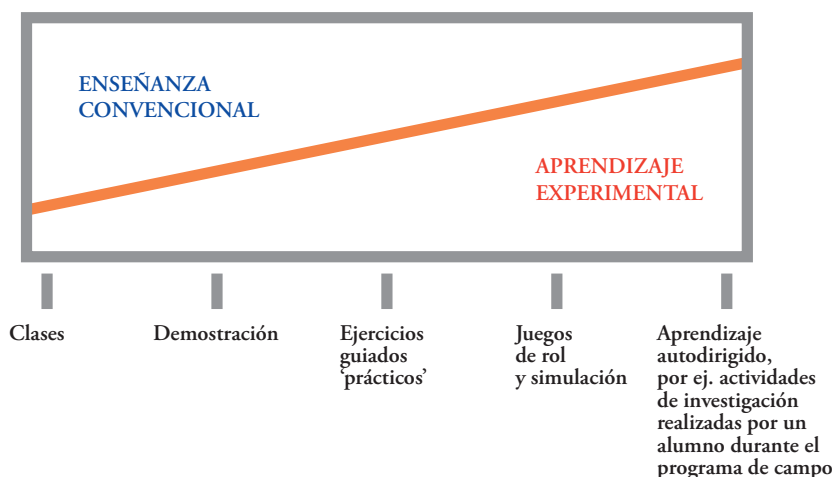 ENSEÑANZA
CONVENCIONAL
APRENDIZAJE
EXPERIMENTAL
Clases
Demostración
Ejercicios
guiados
‘prácticos’
Juegos
de rol
y simulación
Aprendizaje
autodirigido,
por ej. actividades
de investigación
realizadas por un
alumno durante el
programa de campo